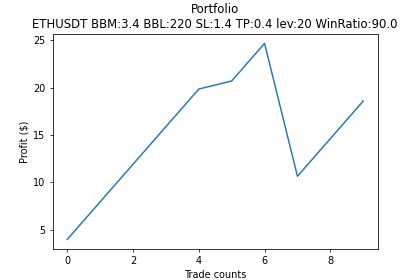 Portfolio
ETHUSDT BBM:3.4 BBL:220 SL:1.4 TP:0.4 lev:20 WinRatio:90.0
25
20
15
10
5
Profit ($)
0 2 4 6 8
Trade counts